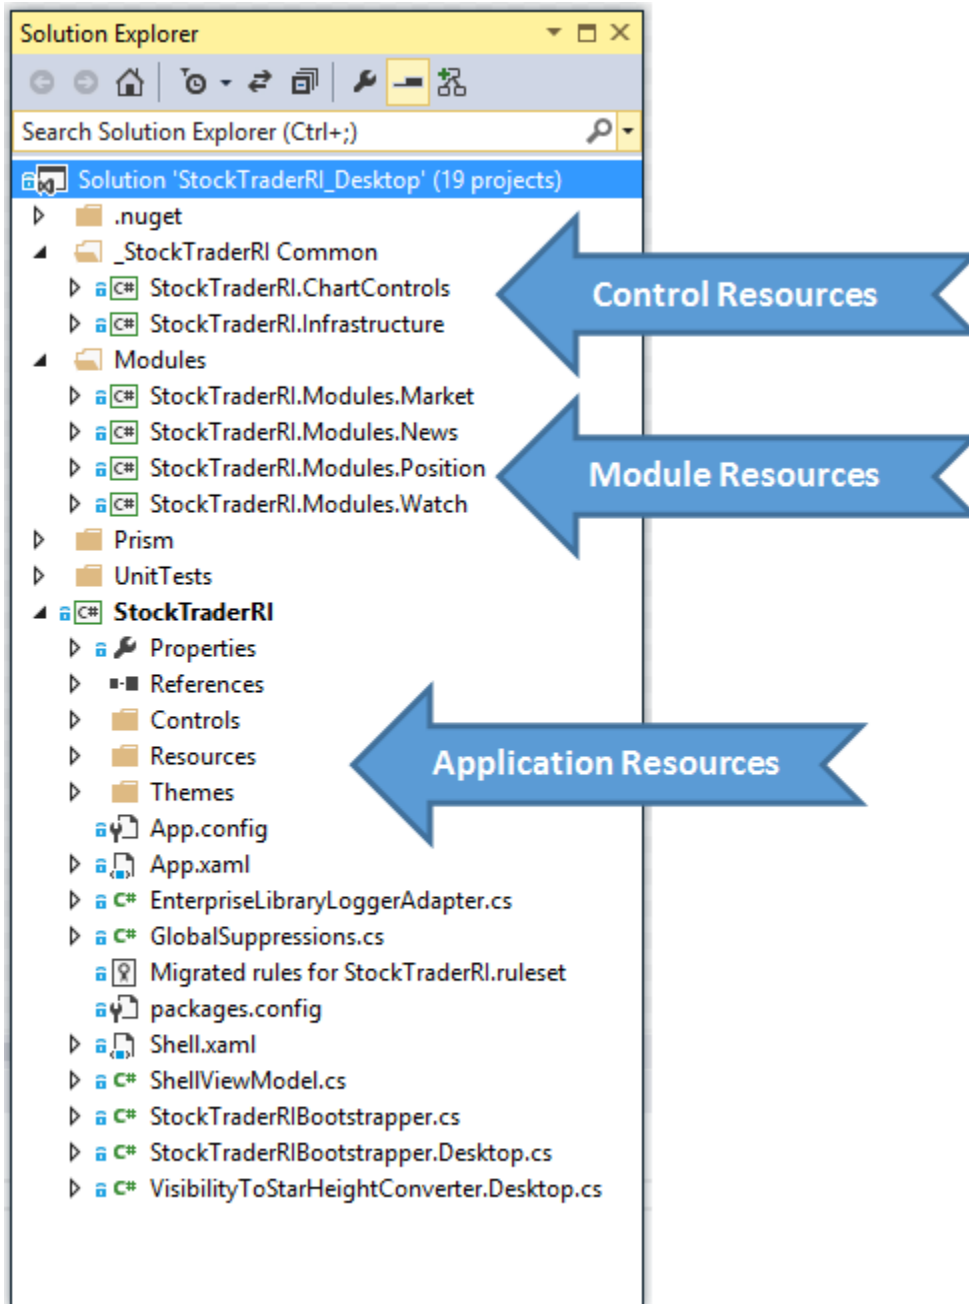 Solution Explorer
Search Solution Explorer (Ctrl+;)
Solution 'StockTraderRI_Desktop' (19 projects)
.nuget
_StockTraderRI Common
C# StockTraderRI.ChartControls
Control Resources
C# StockTraderRI.Infrastructure
Modules
C# StockTraderRI.Modules.Market
C# StockTraderRI.Modules.News
C# StockTraderRI.Modules.Position
Module Resources
C# StockTraderRI.Modules.Watch
Prism
UnitTests
C# StockTraderRI
Properties
References
Controls
Resources
Application Resources
Themes
App.config
App.xaml
C# EnterpriseLibraryLoggerAdapter.cs
C# GlobalSuppressions.cs
Migrated rules for StockTraderRI.ruleset
packages.config
Shell.xaml
C# ShellViewModel.cs
C# StockTraderRIBootstrapper.cs
C# StockTraderRIBootstrapper.Desktop.cs
C# VisibilityToStarHeightConverter.Desktop.cs